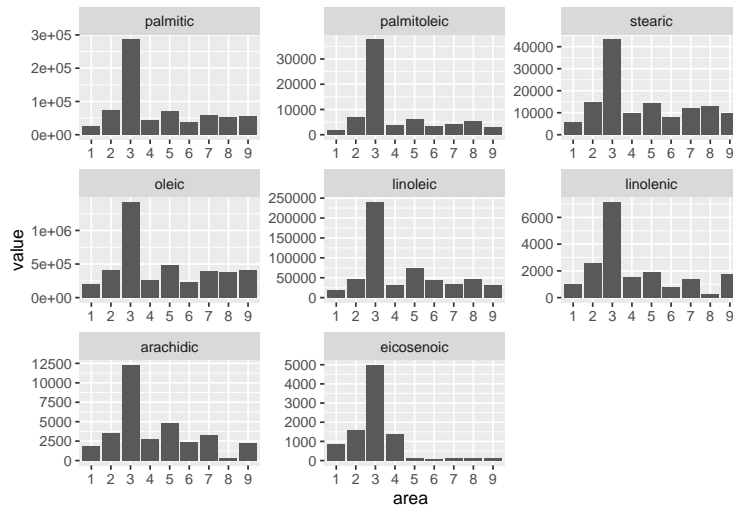 palmitic
3e+05
2e+05
1e+05
0e+00
1 2 3 4 5 6 7 8 9
palmitoleic
30000
20000
10000
0
1 2 3 4 5 6 7 8 9
stearic
40000
30000
20000
10000
0
1 2 3 4 5 6 7 8 9
value
oleic
1e+06
5e+05
0e+00
1 2 3 4 5 6 7 8 9
linoleic
250000
200000
150000
100000
50000
0
1 2 3 4 5 6 7 8 9
linolenic
6000
4000
2000
0
1 2 3 4 5 6 7 8 9
arachidic
12500
10000
7500
5000
2500
0
1 2 3 4 5 6 7 8 9
eicosenoic
5000
4000
3000
2000
1000
0
1 2 3 4 5 6 7 8 9
area